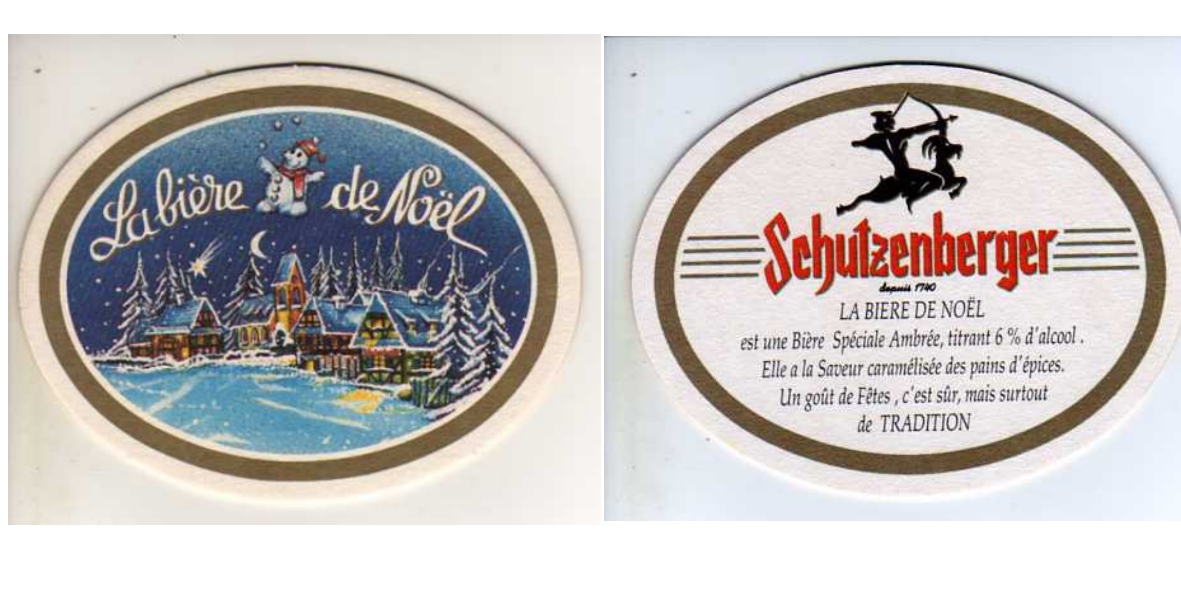 La bière de Noël
Schutzenberger
depuis 1740
LA BIERE DE NOËL
est une Bière Spéciale Ambrée, titrant 6 % d'alcool .
Elle a la Saveur caramélisée des pains d'épices.
Un goût de Fêtes , c'est sûr, mais surtout
de TRADITION